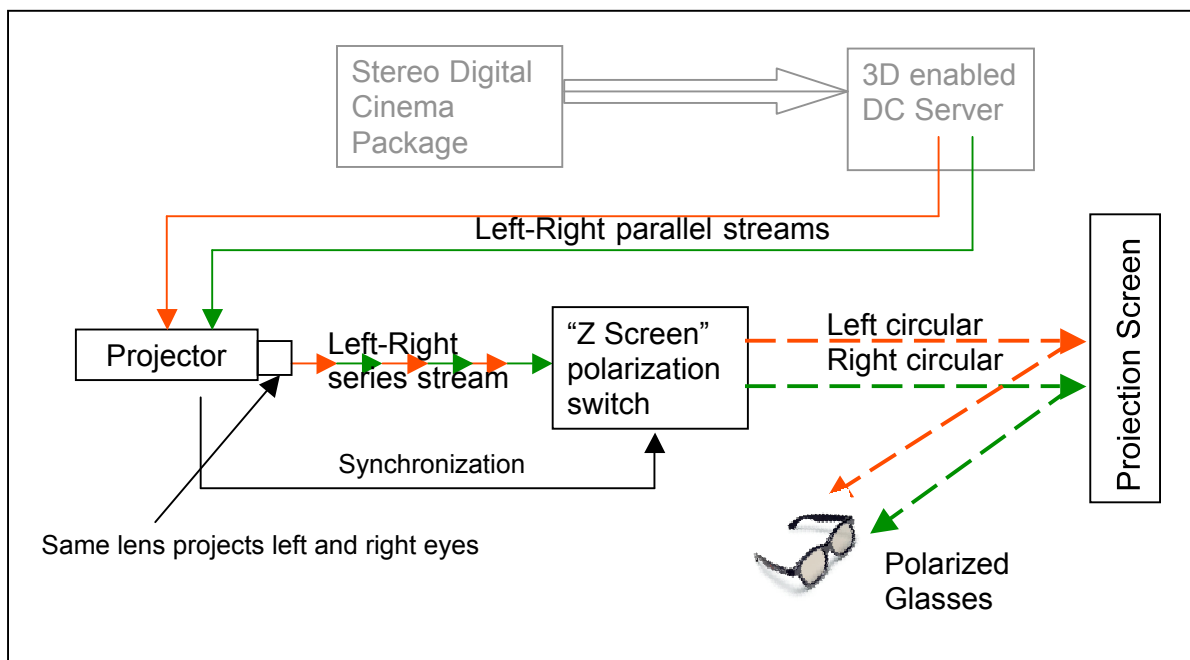 Stereo Digital
Cinema
Package
3D enabled
DC Server
Left-Right parallel streams
Projector
Left-Right
series stream
“Z Screen”
polarization
switch
Left circular
Right circular
Projection Screen
Synchronization
Same lens projects left and right eyes
Polarized
Glasses